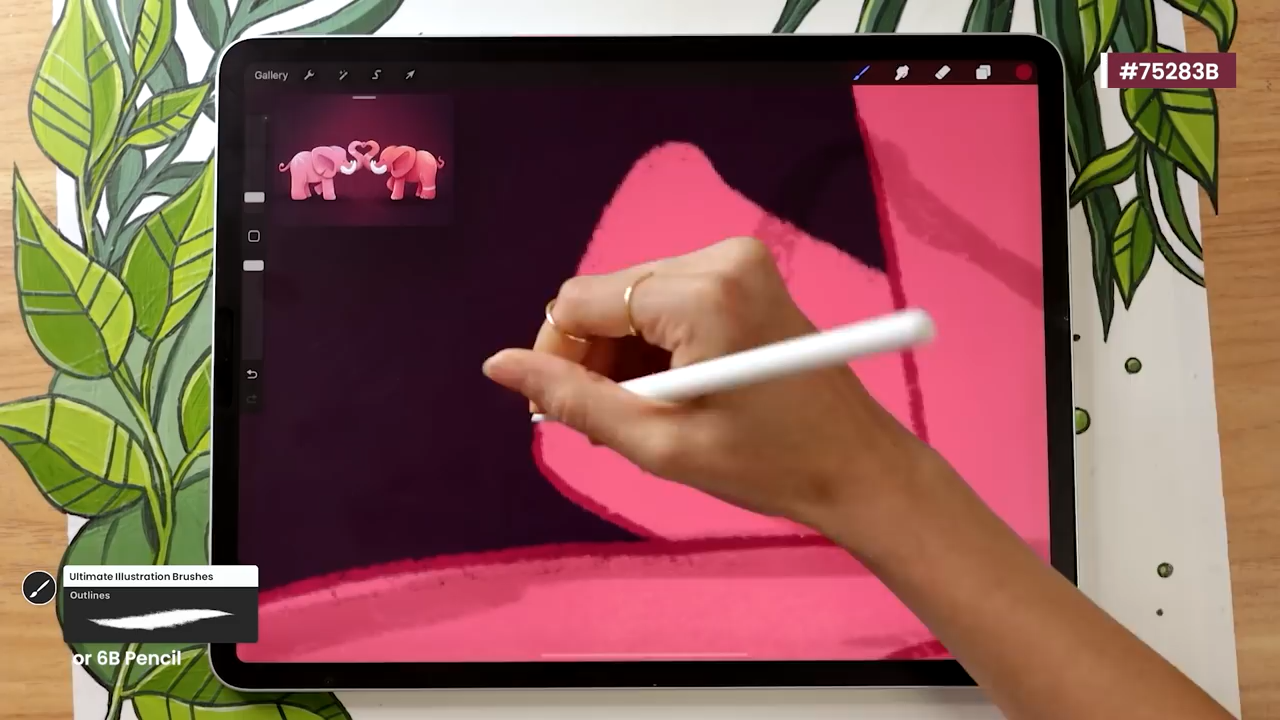 Gallery
#75283B
Ultimate Illustration Brushes
Outlines
or 6B Pencil